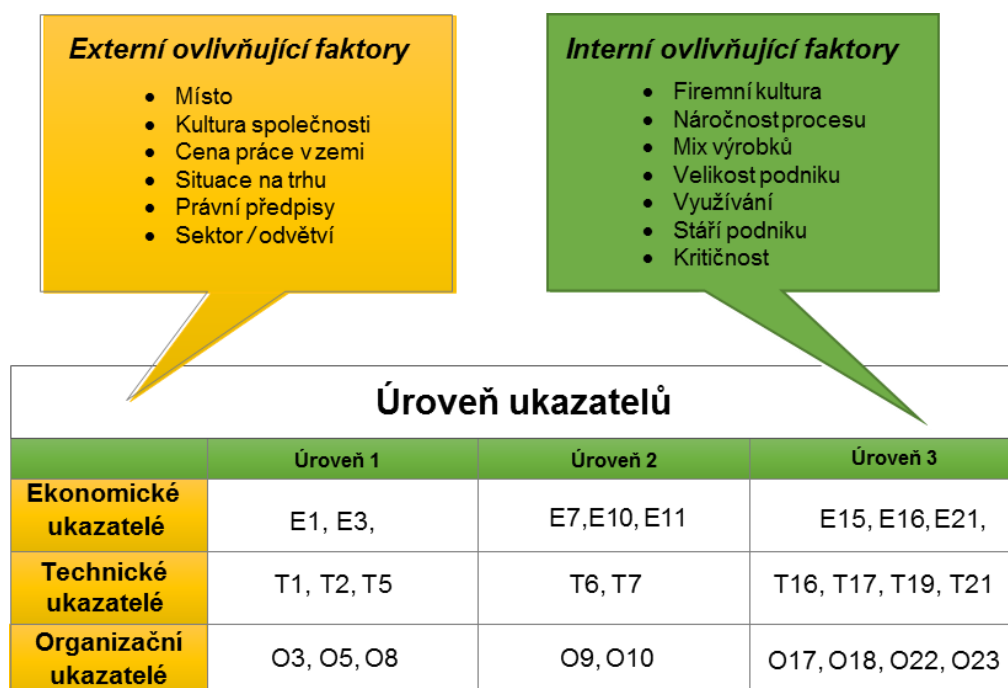 Externí ovlivňující faktory
• Místo
• Kultura společnosti
• Cena práce v zemi
• Situace na trhu
• Právní předpisy
• Sektor / odvětví
Interní ovlivňující faktory
• Firemní kultura
• Náročnost procesu
• Mix výrobků
• Velikost podniku
• Využívání
• Stáří podniku
• Kritičnost
Úroveň ukazatelů
Úroveň 1 Úroveň 2 Úroveň 3
Ekonomické
ukazatelé
E1, E3, E7,E10, E11 E15, E16, E21,
Technické
ukazatelé
T1, T2, T5 T6, T7 T16, T17, T19, T21
Organizační
ukazatelé
O3, O5, O8 O9, O10 O17, O18, O22, O23